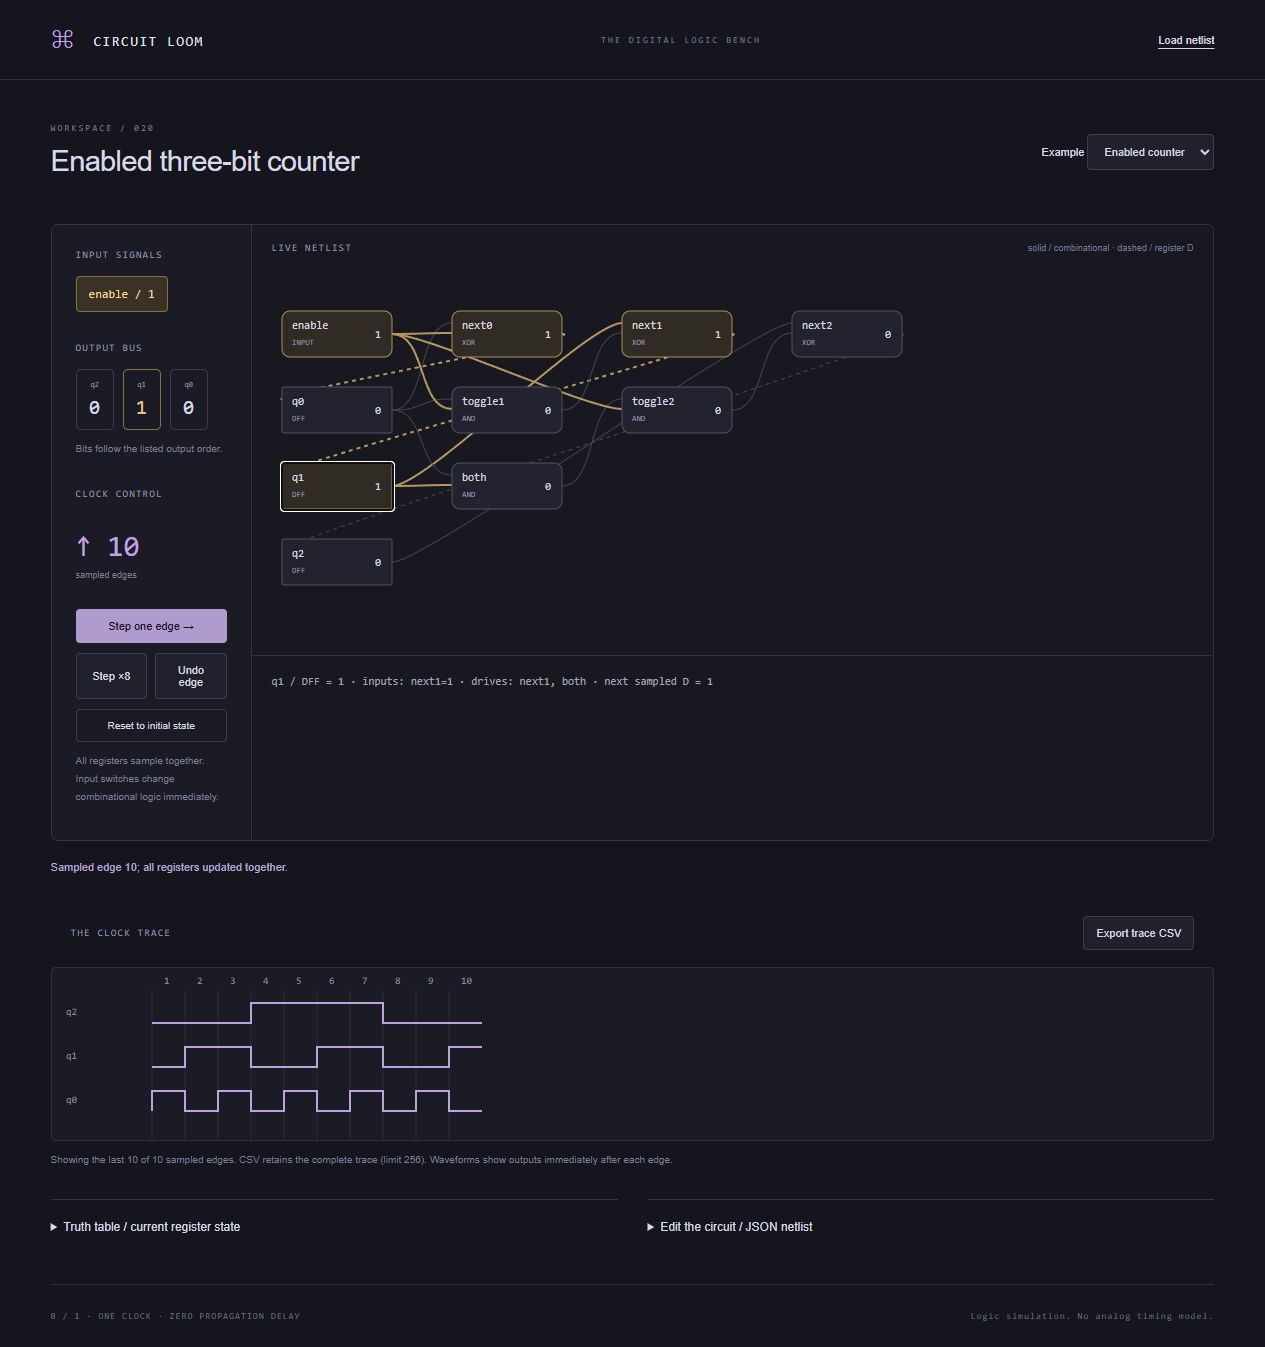 ⌘ CIRCUIT LOOM
THE DIGITAL LOGIC BENCH
Load netlist
WORKSPACE / 020
Enabled three-bit counter
Example
Enabled counter
INPUT SIGNALS
enable / 1
OUTPUT BUS
q2 q1 q0
0 1 0
Bits follow the listed output order.
CLOCK CONTROL
↑ 10
sampled edges
Step one edge →
Step ×8
Undo
edge
Reset to initial state
All registers sample together.
Input switches change
combinational logic immediately.
LIVE NETLIST
solid / combinational · dashed / register D
enable
INPUT
1
next0
XOR
1
next1
XOR
1
next2
XOR
0
q0
DFF
0
toggle1
AND
0
toggle2
AND
0
q1
DFF
1
both
AND
0
q2
DFF
0
q1 / DFF = 1 · inputs: next1=1 · drives: next1, both · next sampled D = 1
Sampled edge 10; all registers updated together.
THE CLOCK TRACE
Export trace CSV
1 2 3 4 5 6 7 8 9 10
q2
q1
q0
Showing the last 10 of 10 sampled edges. CSV retains the complete trace (limit 256). Waveforms show outputs immediately after each edge.
▶ Truth table / current register state
▶ Edit the circuit / JSON netlist
0 / 1 · ONE CLOCK · ZERO PROPAGATION DELAY
Logic simulation. No analog timing model.